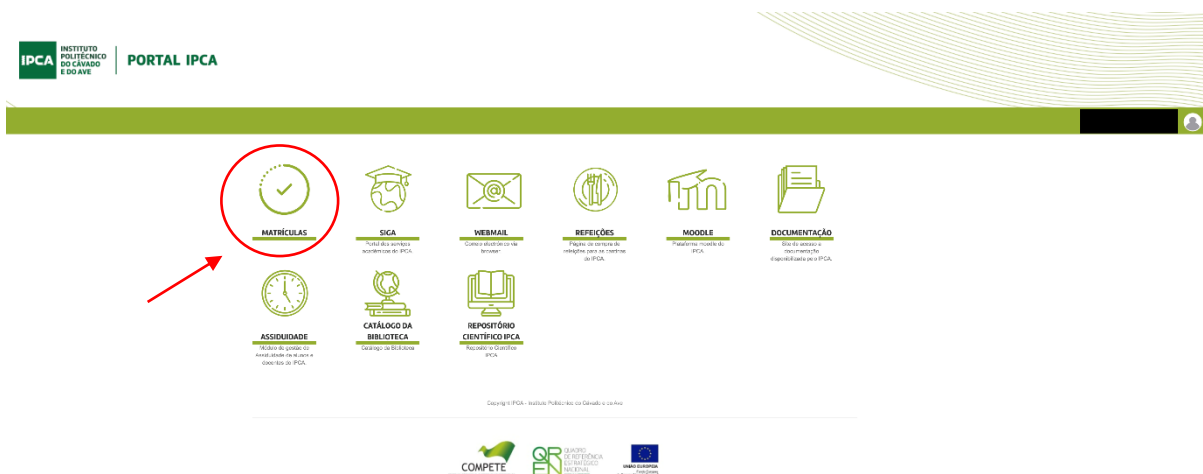 IPCA
INSTITUTO
POLITÉCNICO
DO CÁVADO
E DO AVE
PORTAL IPCA
MATRÍCULAS
SIGA
Portal dos serviços
académicos do IPCA.
WEBMAIL
Correio electrónico via
browser
REFEIÇÕES
Página de compra de
refeições para as cantinas
do IPCA.
MOODLE
Plataforma moodle do
IPCA.
DOCUMENTAÇÃO
Site de acesso a
documentação
disponibilizada pelo IPCA.
ASSIDUIDADE
Módulo de gestão de
Assiduidade de alunos e
docentes do IPCA.
CATÁLOGO DA
BIBLIOTECA
Catálogo da Biblioteca
REPOSITÓRIO
CIENTÍFICO IPCA
Repositório Científico
IPCA
Copyright IPCA - Instituto Politécnico do Cávado e do Ave
COMPETE
QREN
QUADRO
DE REFERÊNCIA
ESTRATÉGICO
NACIONAL
UNIÃO EUROPEIA